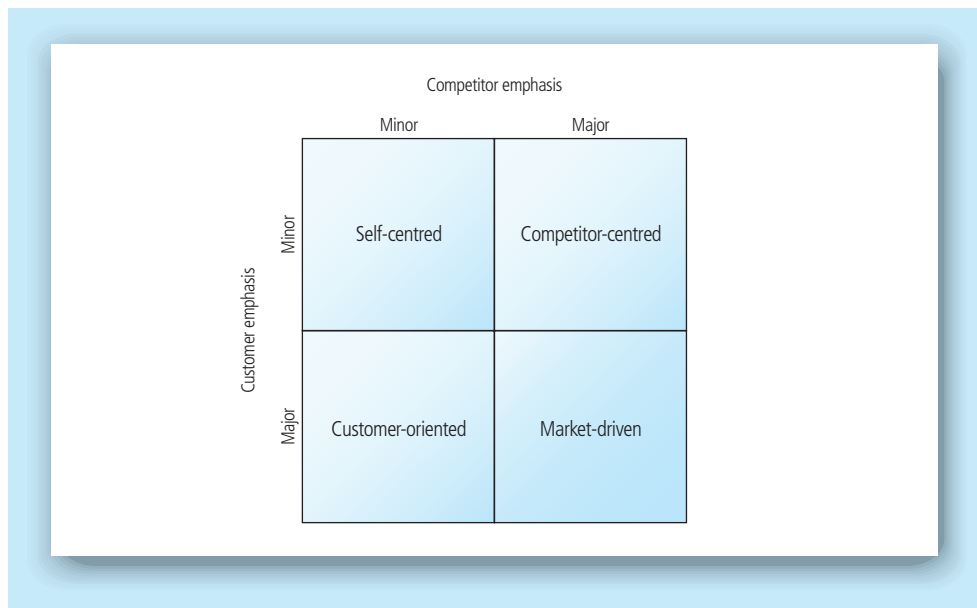 Competitor emphasis
Minor
Major
Customer emphasis
Minor
Self-centred
Competitor-centred
Major
Customer-oriented
Market-driven